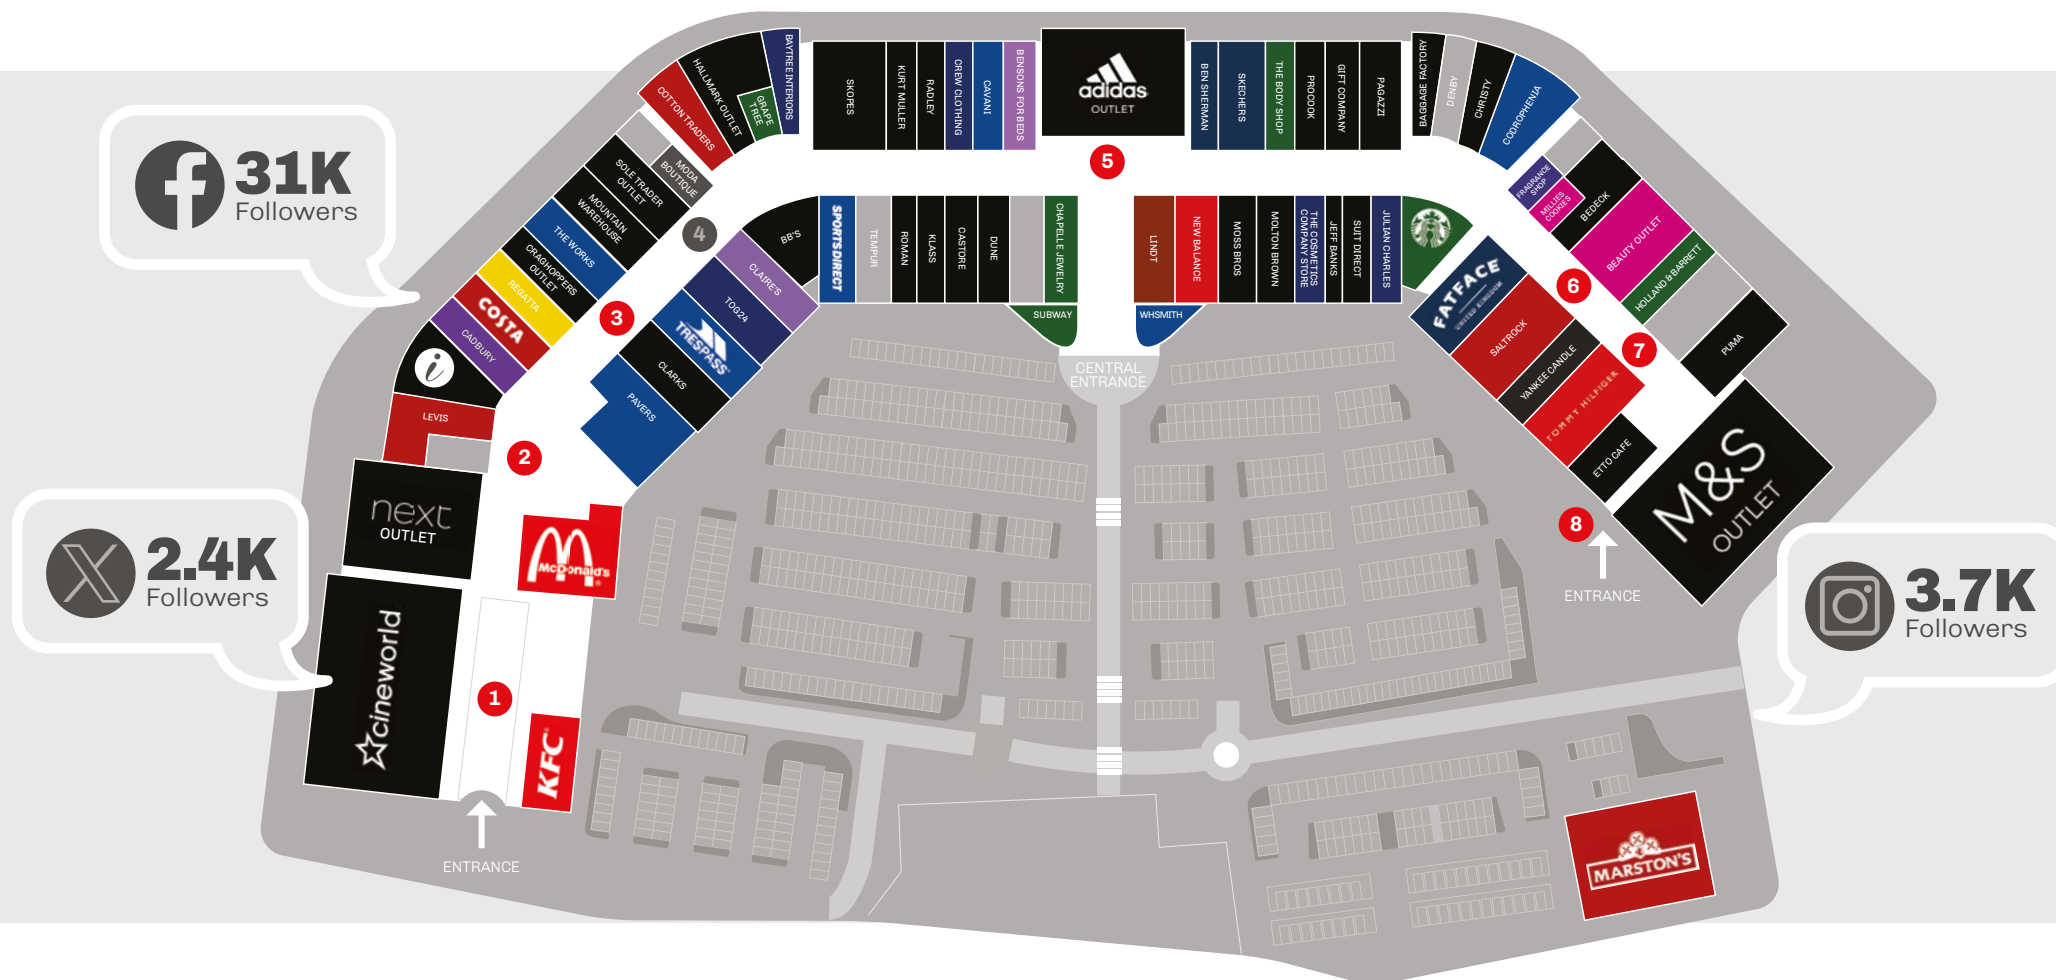 31K
Followers
2.4K
Followers
3.7K
Followers
COTTON TRADERS
HALLMARK OUTLET
GRAPE
TREE
BAYTREE INTERIORS
SKOPES
KURT MULLER
RADLEY
CREW CLOTHING
CAVANI
BENSONS FOR BEDS
adidas
OUTLET
BEN SHERMAN
SKECHERS
THE BODY SHOP
PROCOOK
GIFT COMPANY
PAGAZZI
BAGGAGE FACTORY
DENBY
CHRISTY
CODROPHENIA
MODA
BOUTIQUE
SOLE TRADER
OUTLET
MOUNTAIN
WAREHOUSE
THE WORKS
CRAGHOPPERS
OUTLET
REGATTA
COSTA
CADBURY
i
LEVIS
next
OUTLET
cineworld
McDonald's
KFC
1
2
3
4
5
6
7
8
BB'S
CLAIRE'S
TOG24
TRESPASS
CLARKS
PAVERS
SPORTSDIRECT
TEMPUR
ROMAN
KLASS
CASTORE
DUNE
CHAPELLE JEWELRY
SUBWAY
LINDT
NEW BALANCE
MOSS BROS
MOLTON BROWN
THE COSMETICS
COMPANY STORE
JEFF BANKS
SUIT DIRECT
JULIAN CHARLES
WHSMITH
CENTRAL
ENTRANCE
FRAGRANCE
SHOP
MILLIES
COOKIES
BEDECK
BEAUTY OUTLET
HOLLAND & BARRETT
PUMA
FATFACE
UNITED KINGDOM
SALTROCK
YANKEE CANDLE
TOMMY HILFIGER
ETTO CAFE
M&S
OUTLET
ENTRANCE
ENTRANCE
MARSTON'S